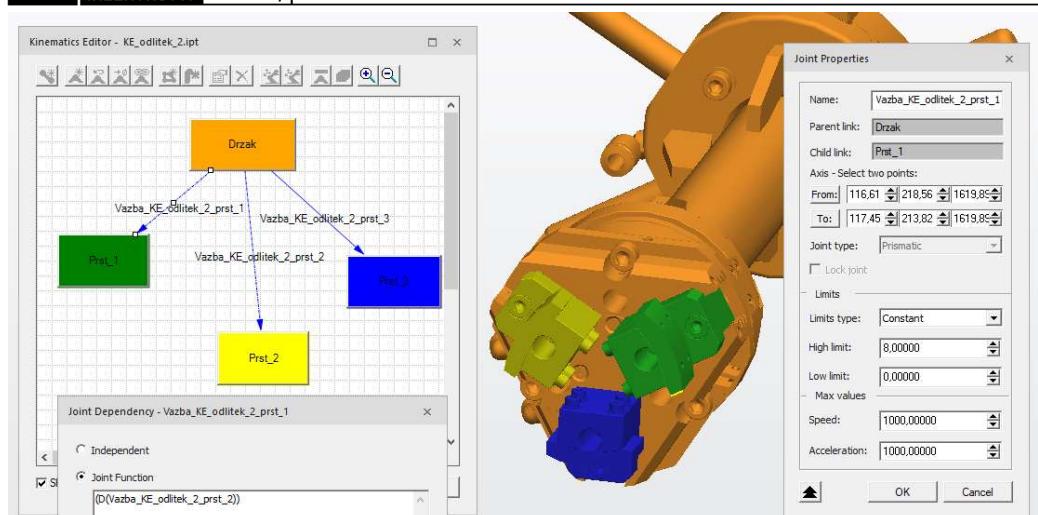 Kinematics Editor - KE_odlitek_2.ipt
Drzak
Vazba_KE_odlitek_2_prst_1
Vazba_KE_odlitek_2_prst_3
Prst_1
Vazba_KE_odlitek_2_prst_2
Prst_3
Prst_2
Joint Dependency - Vazba_KE_odlitek_2_prst_1
Independent
Joint Function
(D(Vazba_KE_odlitek_2_prst_2))
Joint Properties
Name: Vazba_KE_odlitek_2_prst_1
Parent link: Drzak
Child link: Prst_1
Axis - Select two points:
From: 116,61 218,56 1619,89
To: 117,45 213,82 1619,89
Joint type: Prismatic
Lock joint
Limits
Limits type: Constant
High limit: 8,00000
Low limit: 0,00000
Max values
Speed: 1000,00000
Acceleration: 1000,00000
OK Cancel